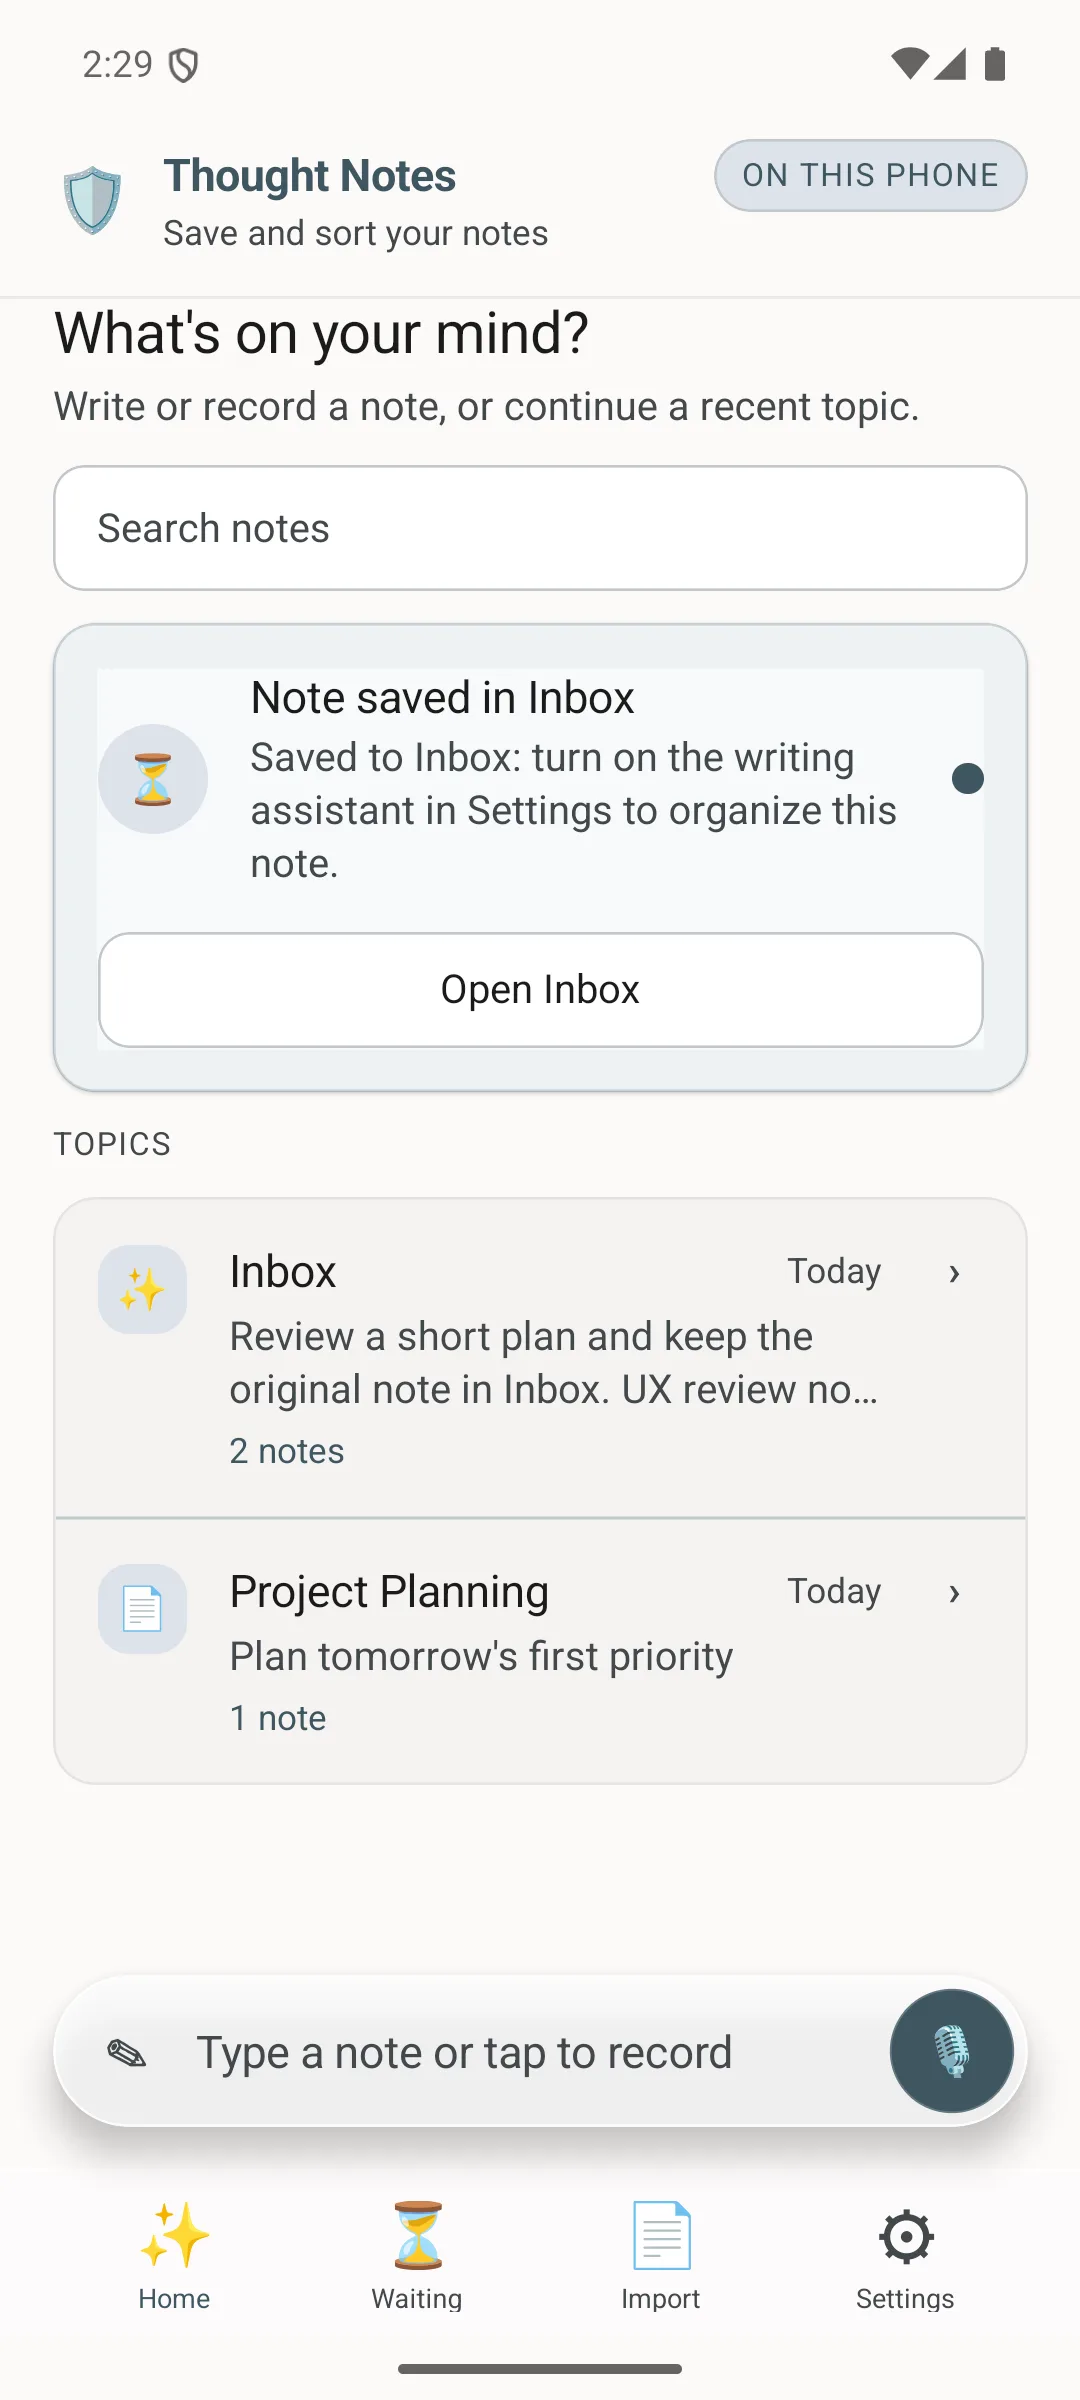 2:29
Thought Notes
ON THIS PHONE
Save and sort your notes
What's on your mind?
Write or record a note, or continue a recent topic.
Search notes
Note saved in Inbox
Saved to Inbox: turn on the writing
assistant in Settings to organize this
note.
Open Inbox
TOPICS
Inbox
Today
Review a short plan and keep the
original note in Inbox. UX review no...
2 notes
Project Planning
Today
Plan tomorrow's first priority
1 note
Type a note or tap to record
Home
Waiting
Import
Settings